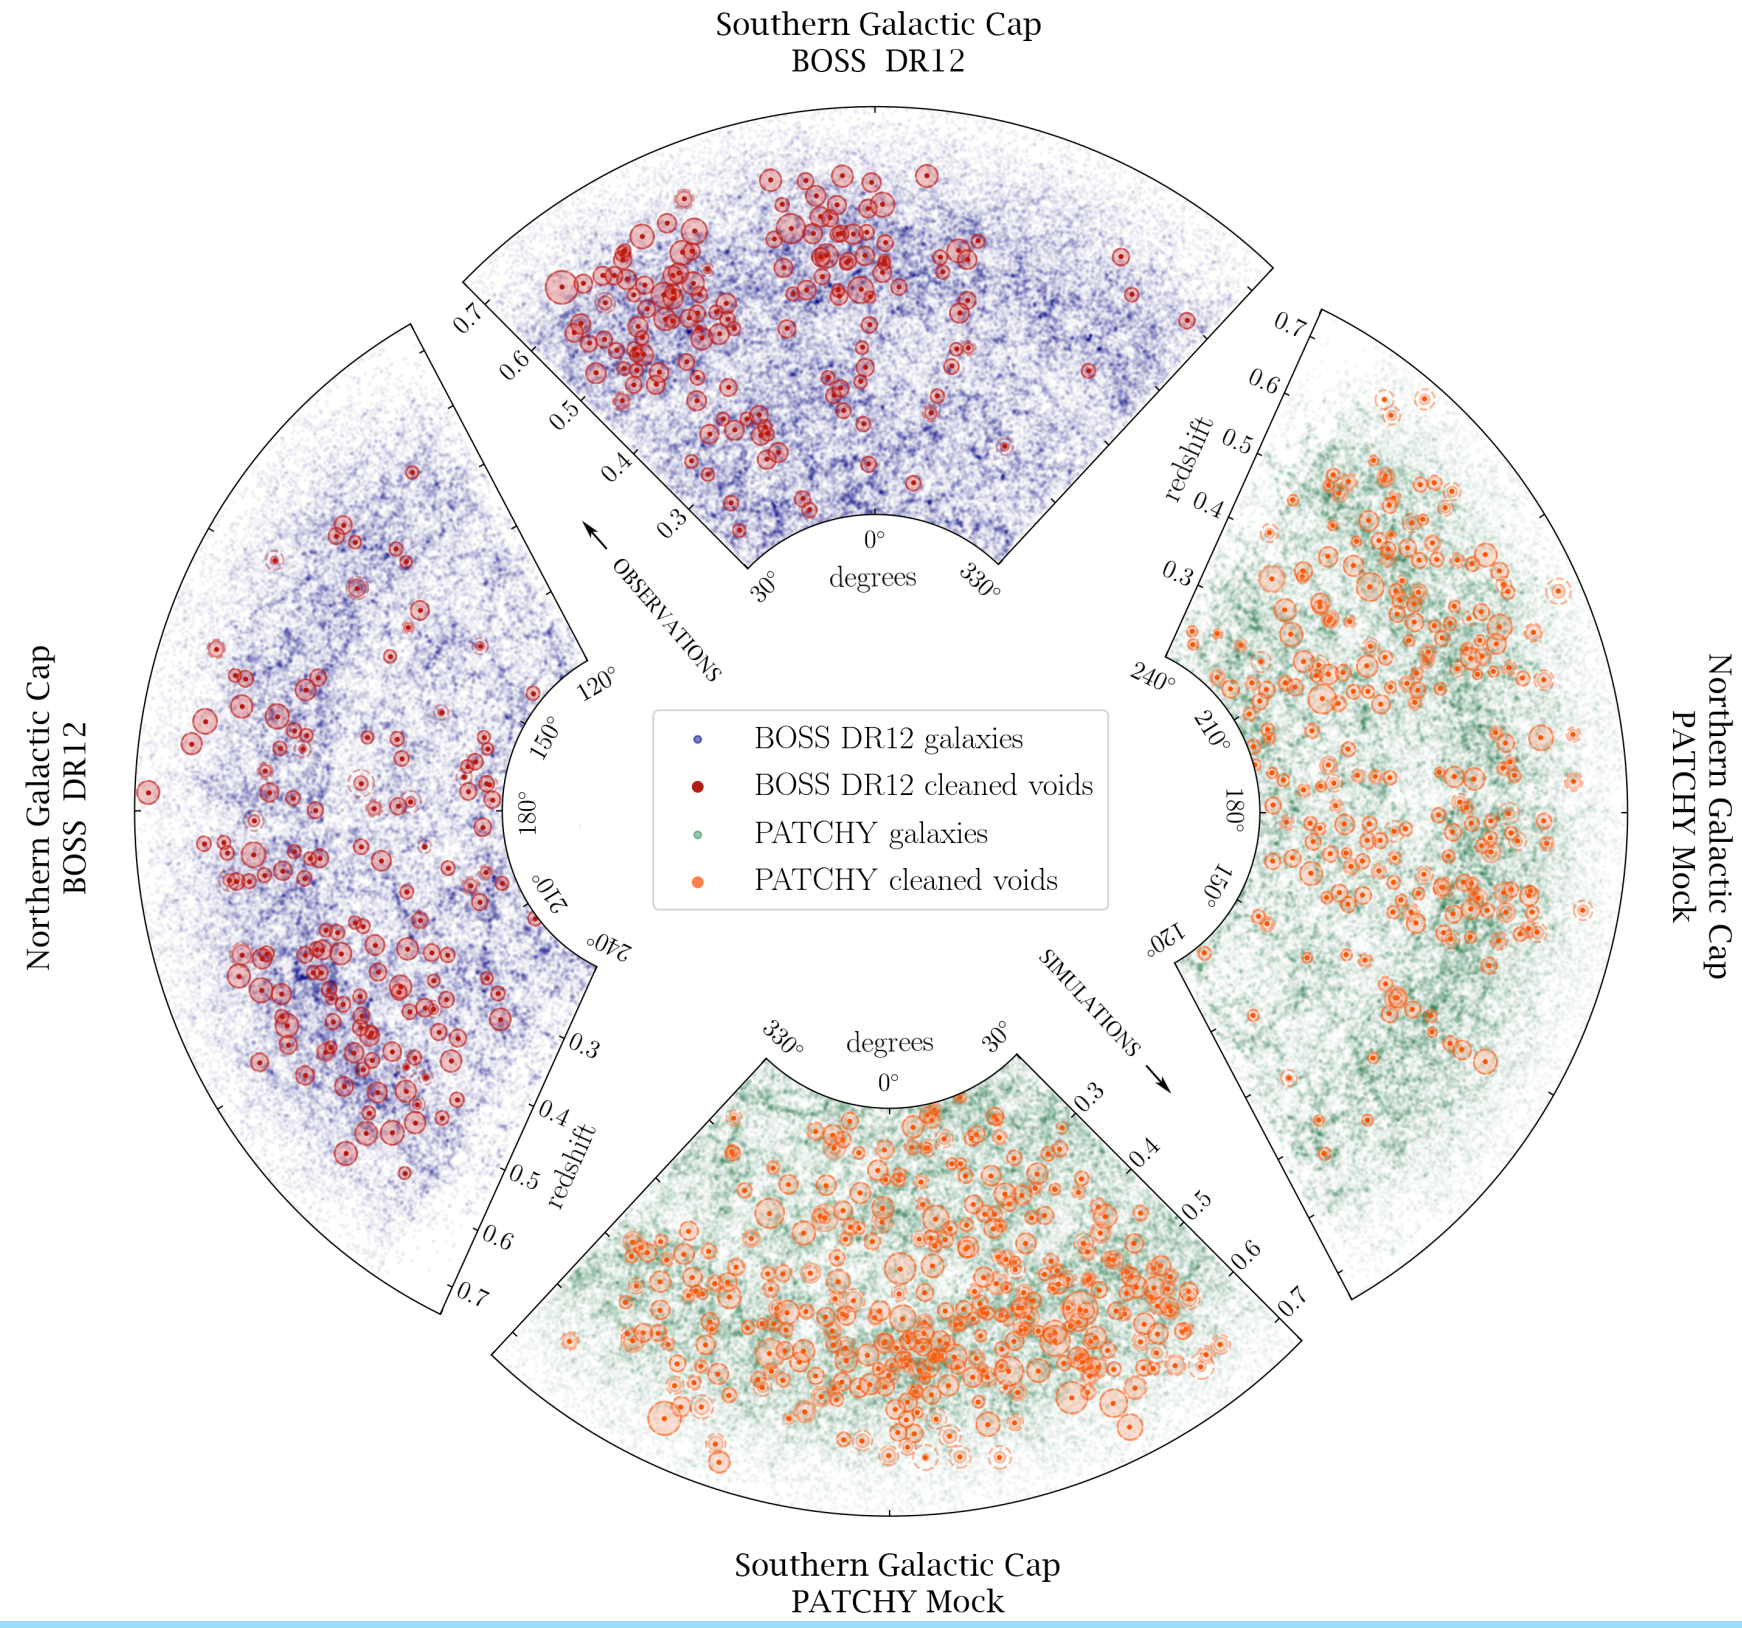 Southern Galactic Cap
BOSS DR12
0.7
0.6
0.5
0.4
0.3
30°
0°
330°
degrees
OBSERVATIONS
Northern Galactic Cap
BOSS DR12
120°
150°
180°
210°
240°
0.3
0.4
0.5
0.6
0.7
redshift
BOSS DR12 galaxies
BOSS DR12 cleaned voids
PATCHY galaxies
PATCHY cleaned voids
0.7
0.6
0.5
0.4
0.3
redshift
240°
210°
180°
150°
120°
Northern Galactic Cap
PATCHY Mock
SIMULATIONS
degrees
330°
0°
30°
0.3
0.4
0.5
0.6
0.7
Southern Galactic Cap
PATCHY Mock